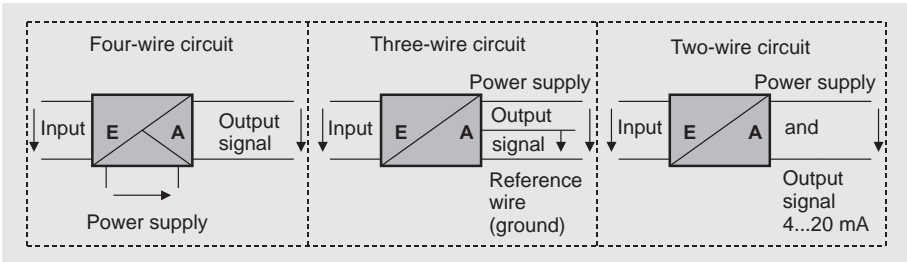 Four-wire circuit
Input
E
A
Output
signal
Power supply
Three-wire circuit
Power supply
Input
E
A
Output
signal
Reference
wire
(ground)
Two-wire circuit
Power supply
Input
E
A
and
Output
signal
4...20 mA